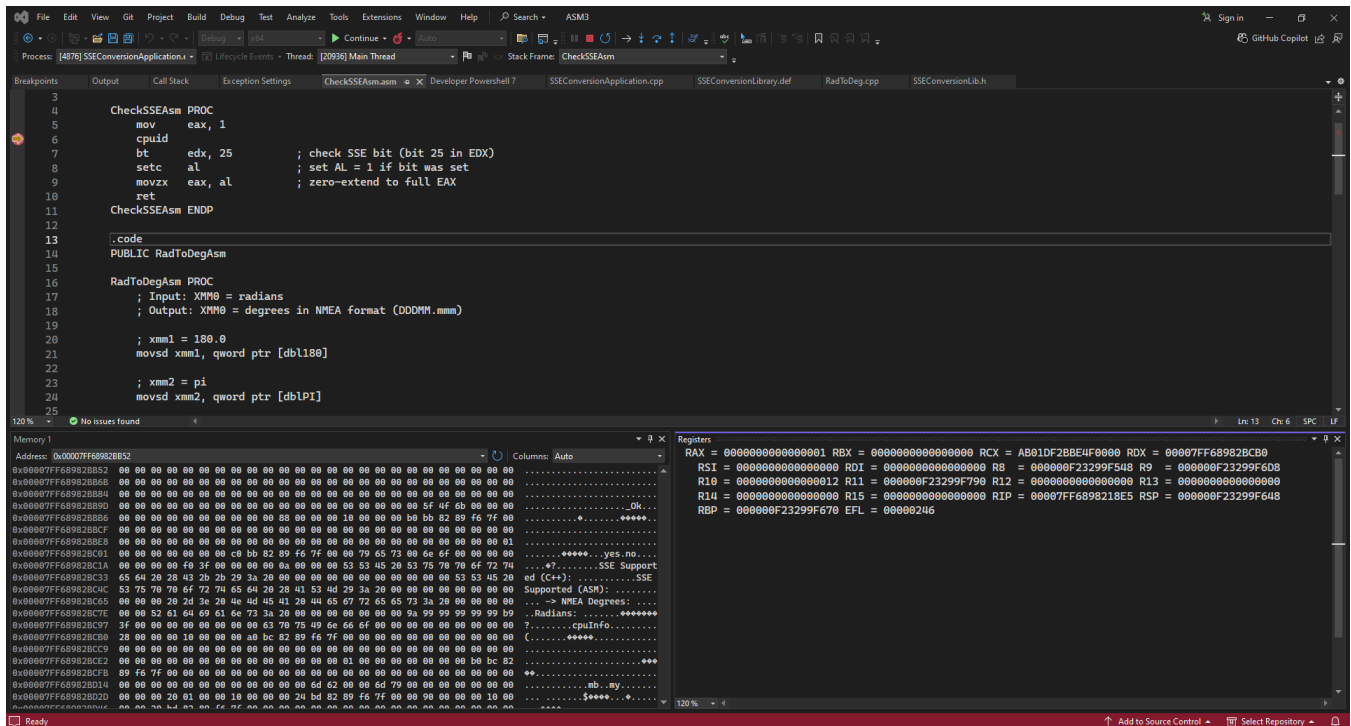 File Edit View Git Project Build Debug Test Analyze Tools Extensions Window Help Search ASM3 Sign in
Debug x64 Continue Auto GitHub Copilot
Process: [4876] SSEConversionApplication.e Lifecycle Events Thread: [20936] Main Thread Stack Frame: CheckSSEAsm
Breakpoints Output Call Stack Exception Settings CheckSSEAsm.asm Developer Powershell 7 SSEConversionApplication.cpp SSEConversionLibrary.def RadToDeg.cpp SSEConversionLib.h
3
4 CheckSSEAsm PROC
5 mov eax, 1
6 cpuid
7 bt edx, 25 ; check SSE bit (bit 25 in EDX)
8 setc al ; set AL = 1 if bit was set
9 movzx eax, al ; zero-extend to full EAX
10 ret
11 CheckSSEAsm ENDP
12
13 .code
14 PUBLIC RadToDegAsm
15
16 RadToDegAsm PROC
17 ; Input: XMM0 = radians
18 ; Output: XMM0 = degrees in NMEA format (DDDMM.mmm)
19
20 ; xmm1 = 180.0
21 movsd xmm1, qword ptr [dbl180]
22
23 ; xmm2 = pi
24 movsd xmm2, qword ptr [dblPI]
25
120 % No issues found Ln: 13 Ch: 6 SPC LF
Memory 1
Address: 0x00007FF68982BB52 Columns: Auto
0x00007FF68982BB52 00 00 00 00 00 00 00 00 00 00 00 00 00 00 00 00 00 00 00 00 00 00 00 00 00 .........................
0x00007FF68982BB6B 00 00 00 00 00 00 00 00 00 00 00 00 00 00 00 00 00 00 00 00 00 00 00 00 00 .........................
0x00007FF68982BB84 00 00 00 00 00 00 00 00 00 00 00 00 00 00 00 00 00 00 00 00 00 00 00 00 00 .........................
0x00007FF68982BB9D 00 00 00 00 00 00 00 00 00 00 00 00 00 00 00 00 00 00 00 5f 4f 6b 00 00 00 ..................._Ok...
0x00007FF68982BBB6 00 00 00 00 00 00 00 00 00 00 88 00 00 00 10 00 00 00 b0 bb 82 89 f6 7f 00
0x00007FF68982BBCF 00 00 00 00 00 00 00 00 00 00 00 00 00 00 00 00 00 00 00 00 00 00 00 00 00 .........................
0x00007FF68982BBE8 00 00 00 00 00 00 00 00 00 00 00 00 00 00 00 00 00 00 00 00 00 00 00 00 01 .........................
0x00007FF68982BC01 00 00 00 00 00 00 00 c0 bb 82 89 f6 7f 00 00 79 65 73 00 6e 6f 00 00 00 00 .......�����...yes.no....
0x00007FF68982BC1A 00 00 00 00 f0 3f 00 00 00 00 0a 00 00 00 53 53 45 20 53 75 70 70 6f 72 74 ....�?........SSE Support
0x00007FF68982BC33 65 64 20 28 43 2b 2b 29 3a 20 00 00 00 00 00 00 00 00 00 00 00 53 53 45 20 ed (C++): ...........SSE
0x00007FF68982BC4C 53 75 70 70 6f 72 74 65 64 20 28 41 53 4d 29 3a 20 00 00 00 00 00 00 00 00 Supported (ASM): ........
0x00007FF68982BC65 00 00 00 20 2d 3e 20 4e 4d 45 41 20 44 65 67 72 65 65 73 3a 20 00 00 00 00 ... -> NMEA Degrees: ....
0x00007FF68982BC7E 00 00 52 61 64 69 61 6e 73 3a 20 00 00 00 00 00 00 00 00 9a 99 99 99 99 b9 ..Radians: ........������
0x00007FF68982BC97 3f 00 00 00 00 00 00 00 00 00 63 70 75 49 6e 66 6f 00 00 00 00 00 00 00 00 ?.........cpuInfo........
0x00007FF68982BCB0 28 00 00 00 10 00 00 00 a0 bc 82 89 f6 7f 00 00 00 00 00 00 00 00 00 00 00 (.......�����............
0x00007FF68982BCC9 00 00 00 00 00 00 00 00 00 00 00 00 00 00 00 00 00 00 00 00 00 00 00 00 00 .........................
0x00007FF68982BCE2 00 00 00 00 00 00 00 00 00 00 00 00 00 01 00 00 00 00 00 00 00 00 b0 bc 82
0x00007FF68982BCFB 89 f6 7f 00 00 00 00 00 00 00 00 00 00 00 00 00 00 00 00 00 00 00 00 00 00
0x00007FF68982BD14 00 00 00 00 00 00 00 00 00 00 00 6d 62 00 00 6d 79 00 00 00 00 00 00 00 00 ...........mb..my........
0x00007FF68982BD2D 00 00 00 20 01 00 00 10 00 00 00 24 bd 82 89 f6 7f 00 00 90 00 00 00 10 00
Registers
RAX = 0000000000000001 RBX = 0000000000000000 RCX = AB01DF2BBE4F0000 RDX = 00007FF68982BCB0
RSI = 0000000000000000 RDI = 0000000000000000 R8 = 000000F23299F548 R9 = 000000F23299F6D8
R10 = 0000000000000012 R11 = 000000F23299F790 R12 = 0000000000000000 R13 = 0000000000000000
R14 = 0000000000000000 R15 = 0000000000000000 RIP = 00007FF6898218E5 RSP = 000000F23299F648
RBP = 000000F23299F670 EFL = 00000246
120 %
Ready Add to Source Control Select Repository